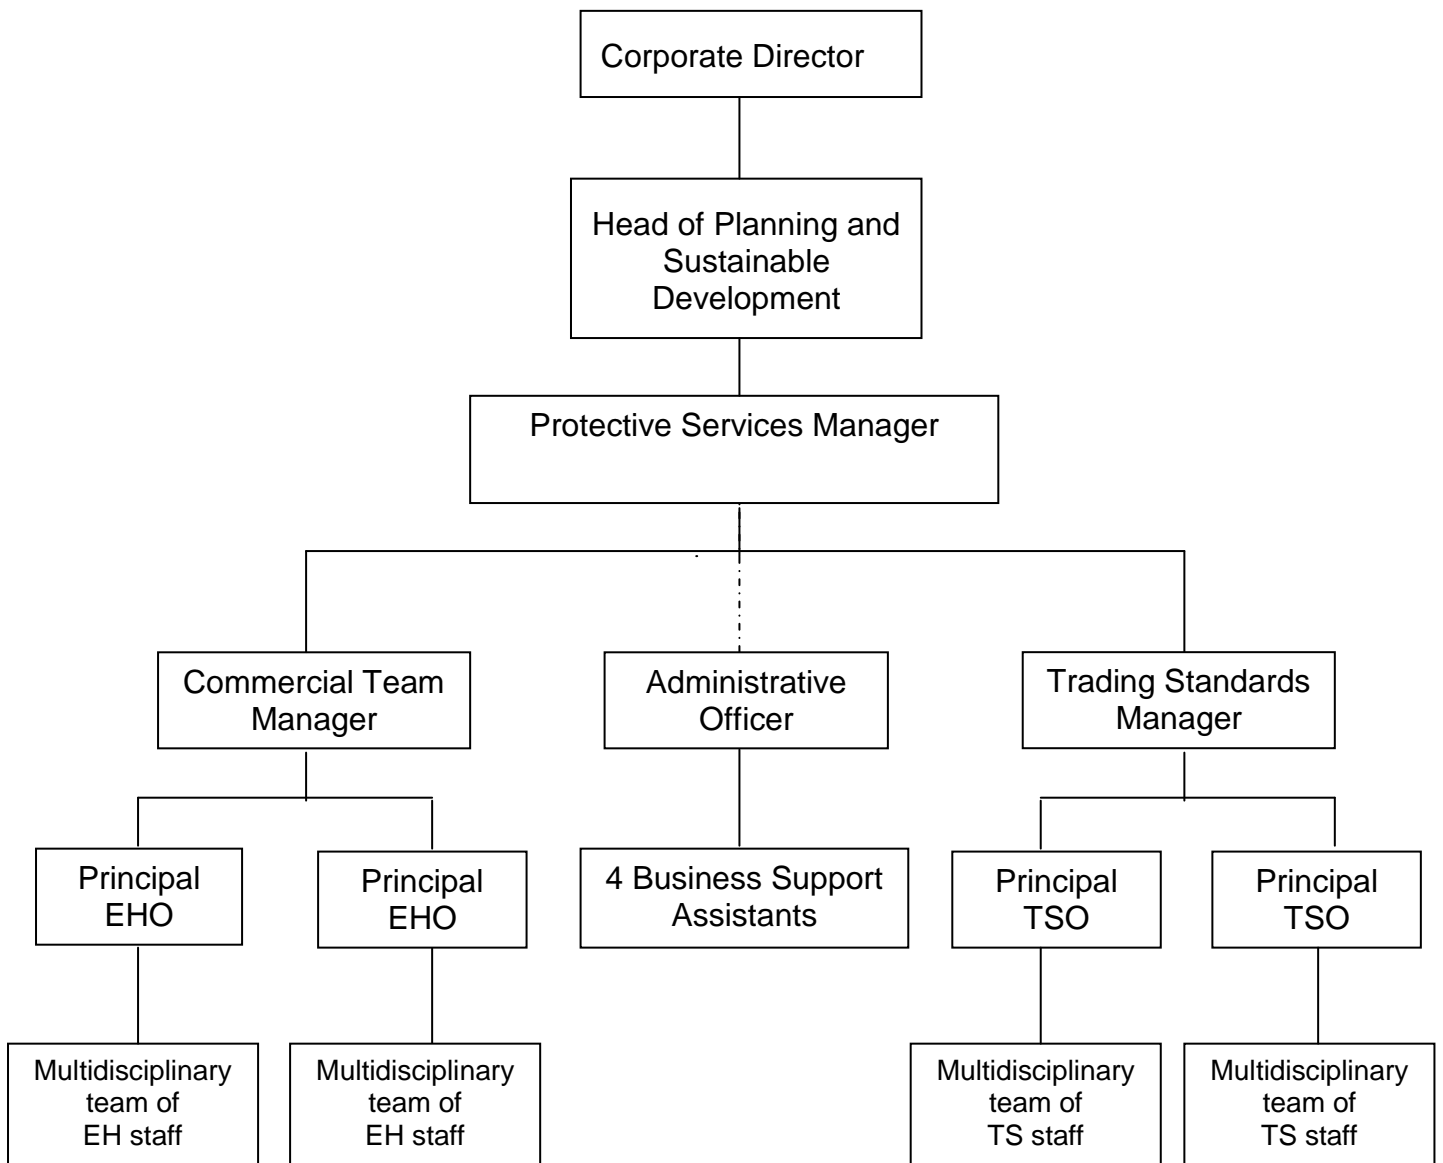 Corporate Director
Head of Planning and
Sustainable
Development
Protective Services Manager
Commercial Team
Manager
Administrative
Officer
Trading Standards
Manager
Principal
EHO
Principal
EHO
4 Business Support
Assistants
Principal
TSO
Principal
TSO
Multidisciplinary
team of
EH staff
Multidisciplinary
team of
EH staff
Multidisciplinary
team of
TS staff
Multidisciplinary
team of
TS staff